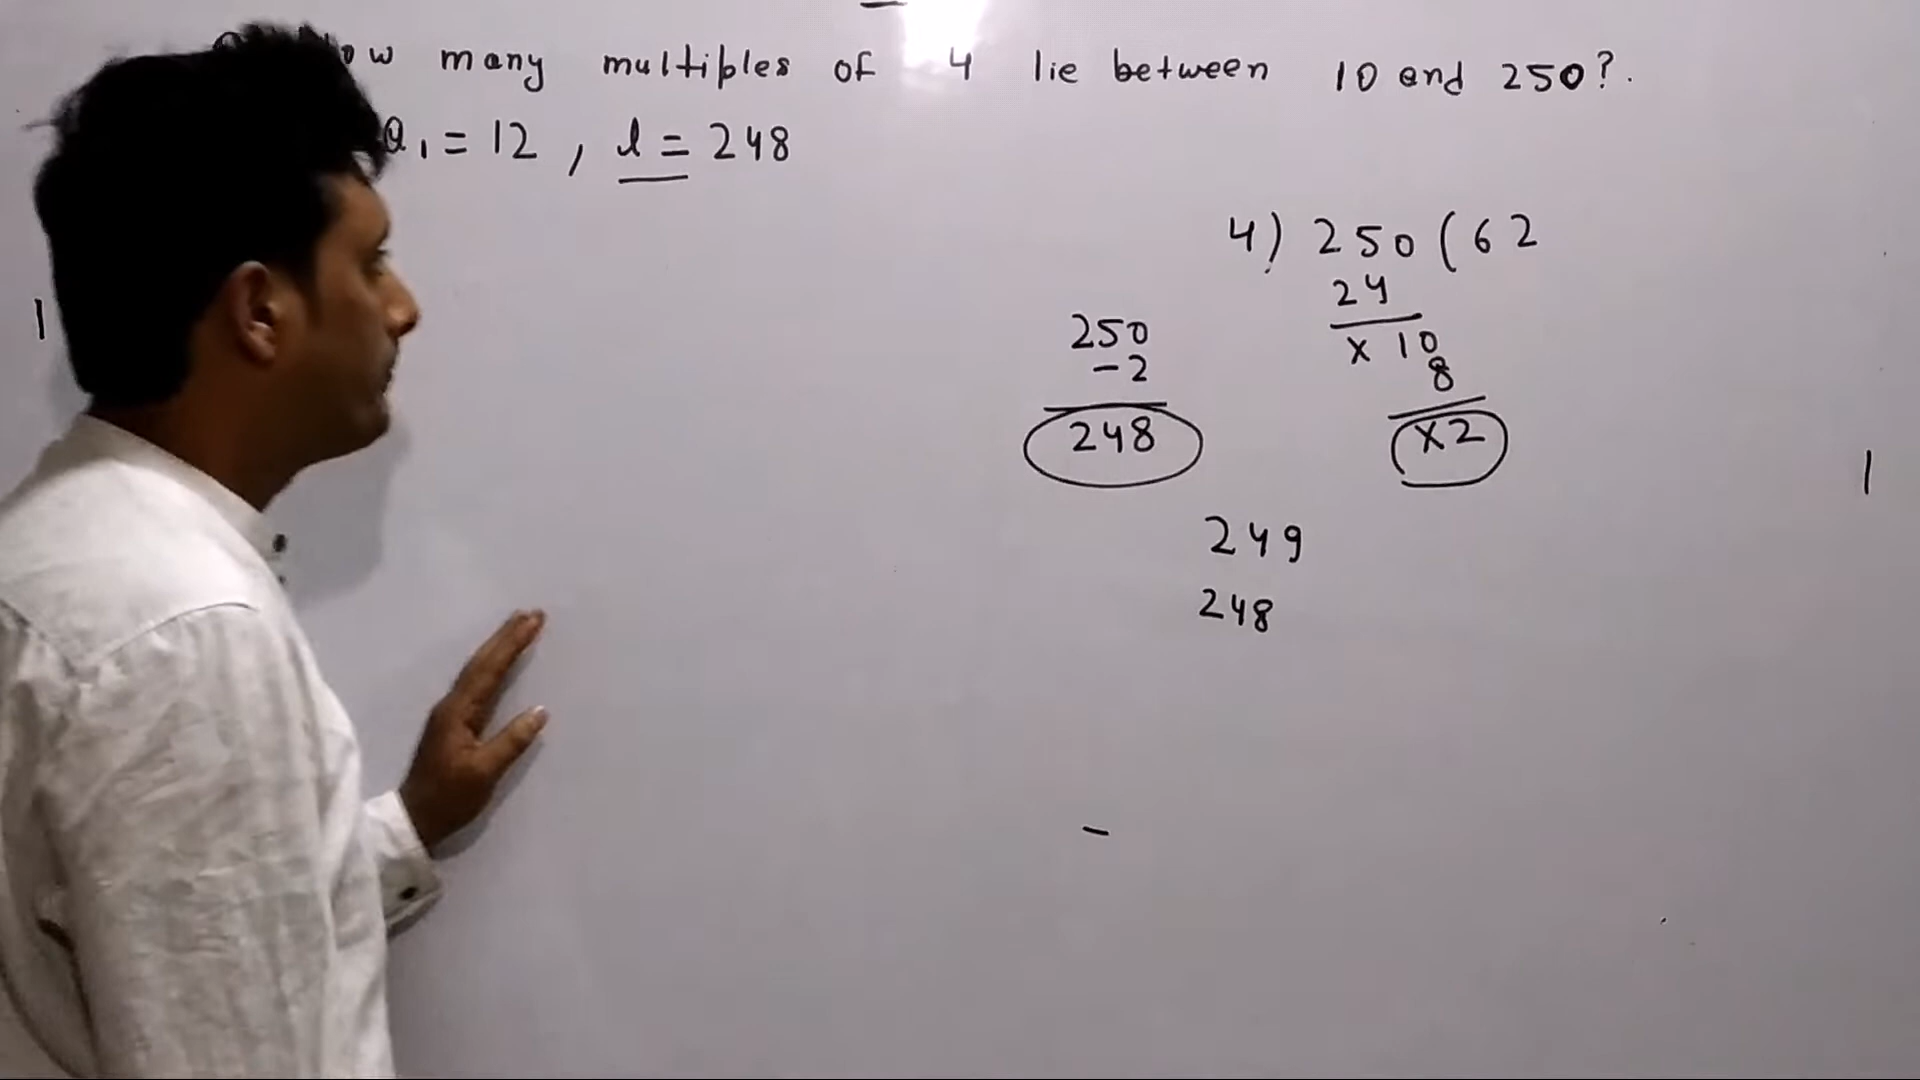 ow many multiples of 4 lie between 10 and 250?.
a₁ = 12 , l = 248
4) 250 ( 62
24
x 10
8
x2
250
-2
248
249
248